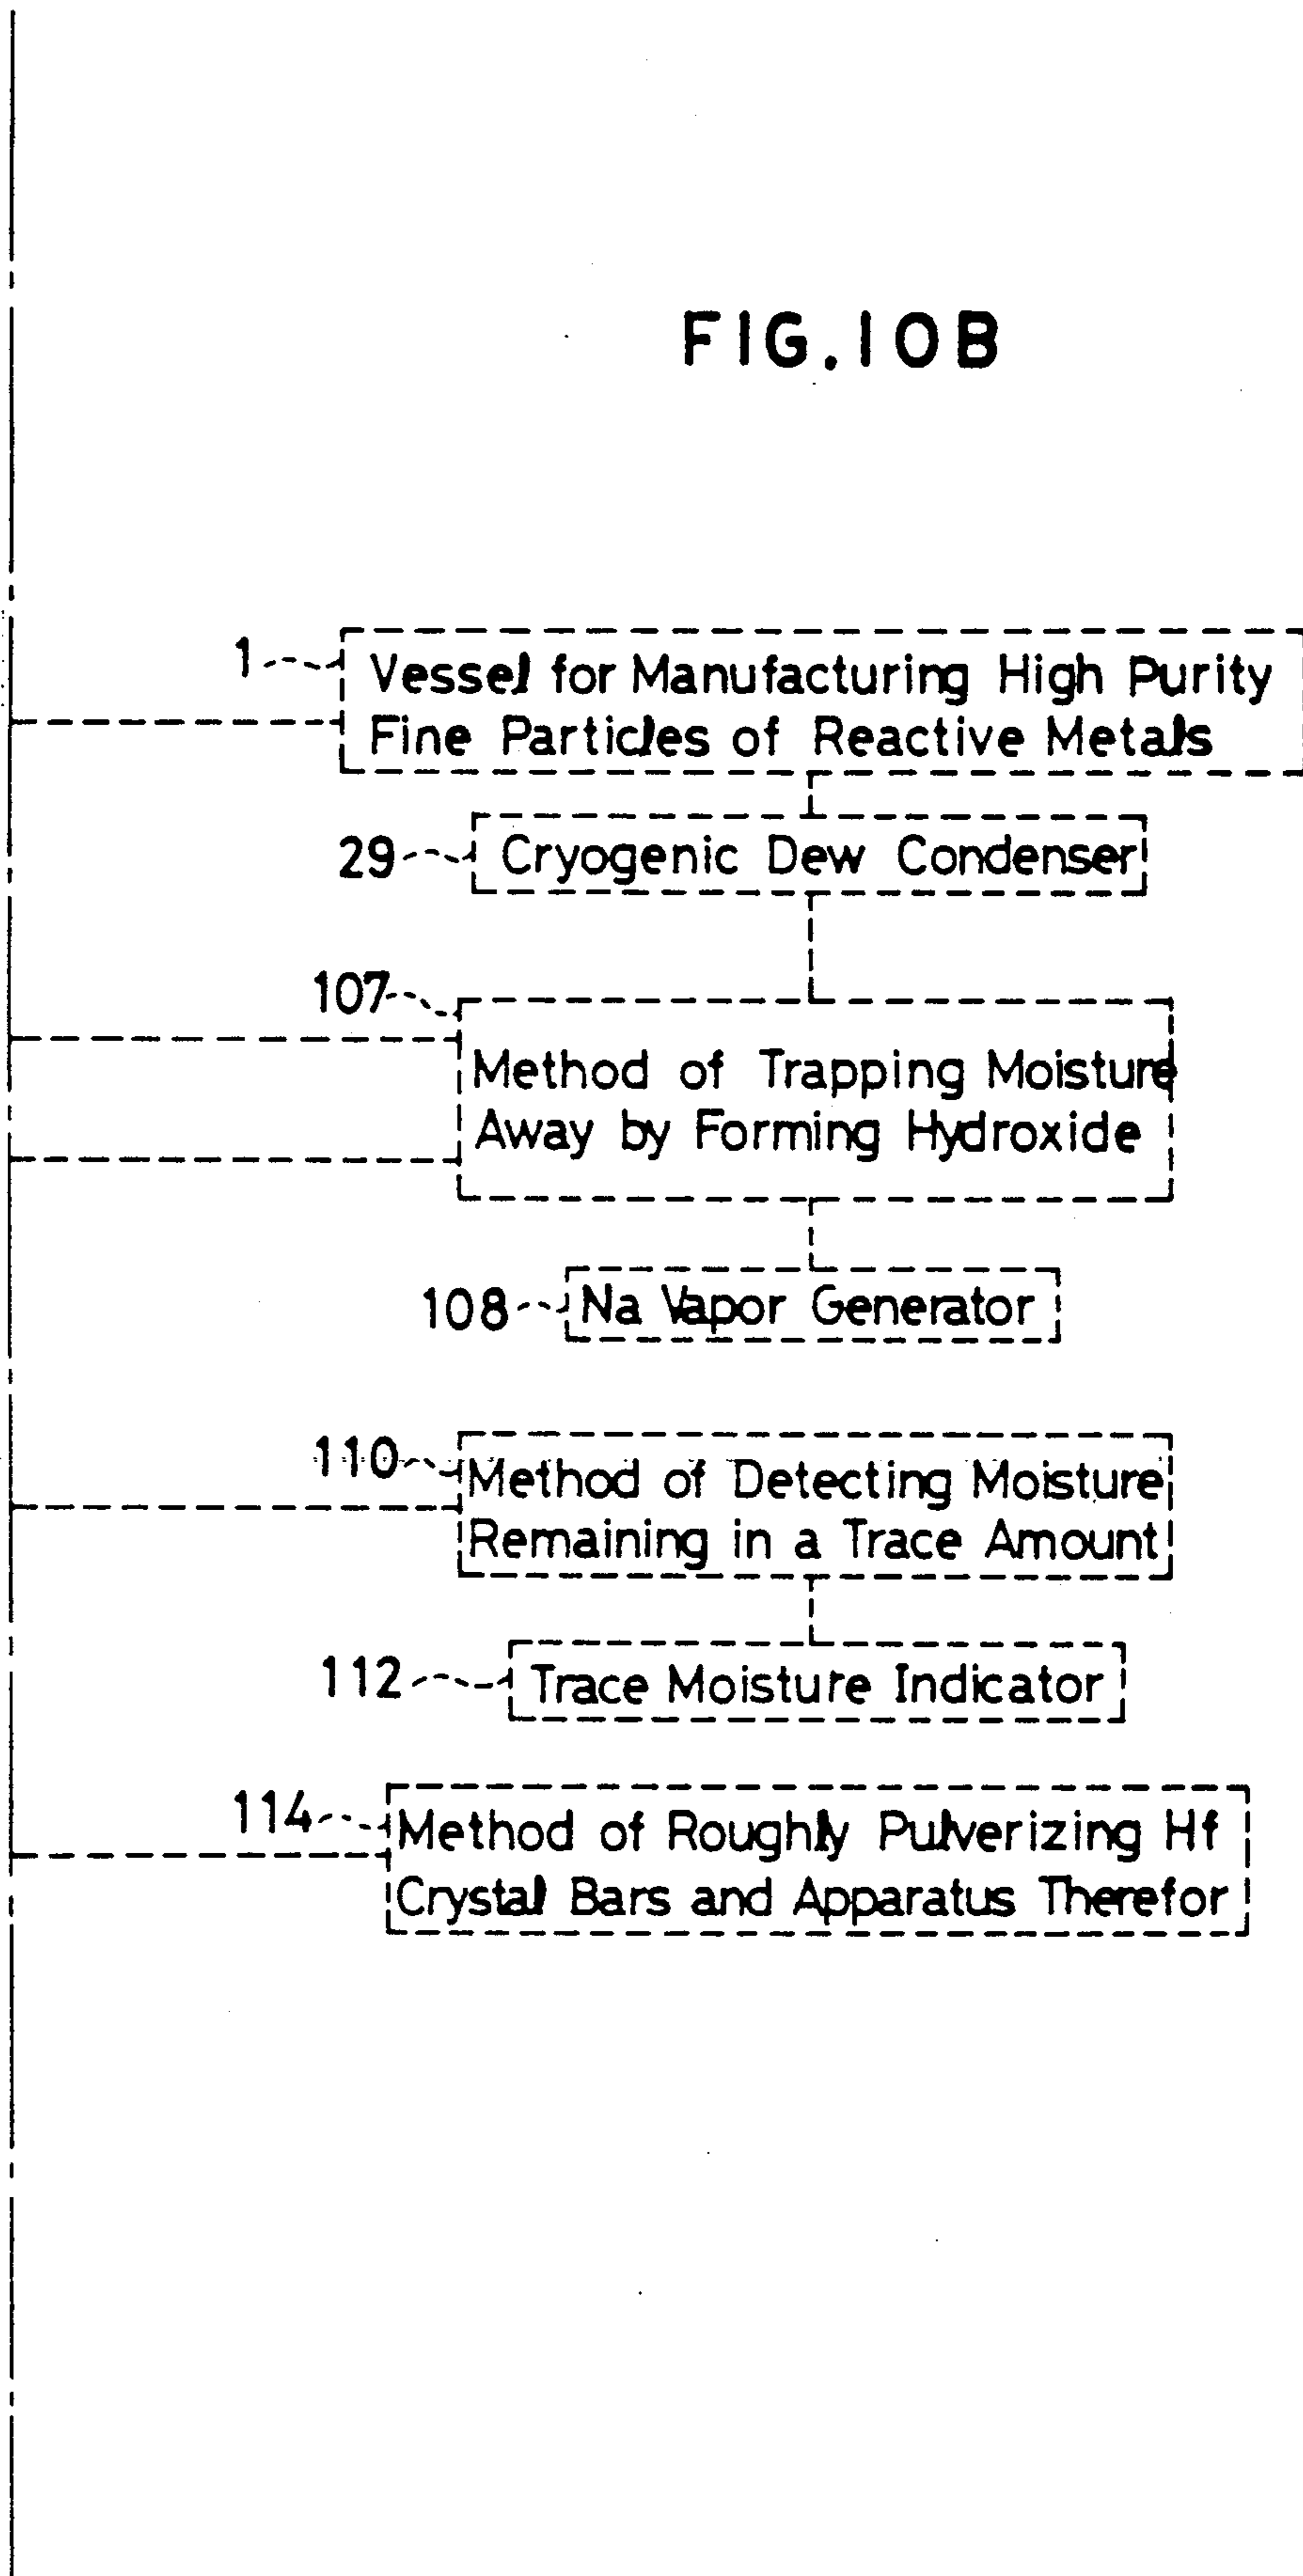 FIG.10B
1 Vessel for Manufacturing High Purity
Fine Particles of Reactive Metals
29 Cryogenic Dew Condenser
107
Method of Trapping Moisture
Away by Forming Hydroxide
108 Na Vapor Generator
110 Method of Detecting Moisture
Remaining in a Trace Amount
112 Trace Moisture Indicator
114 Method of Roughly Pulverizing Hf
Crystal Bars and Apparatus Therefor